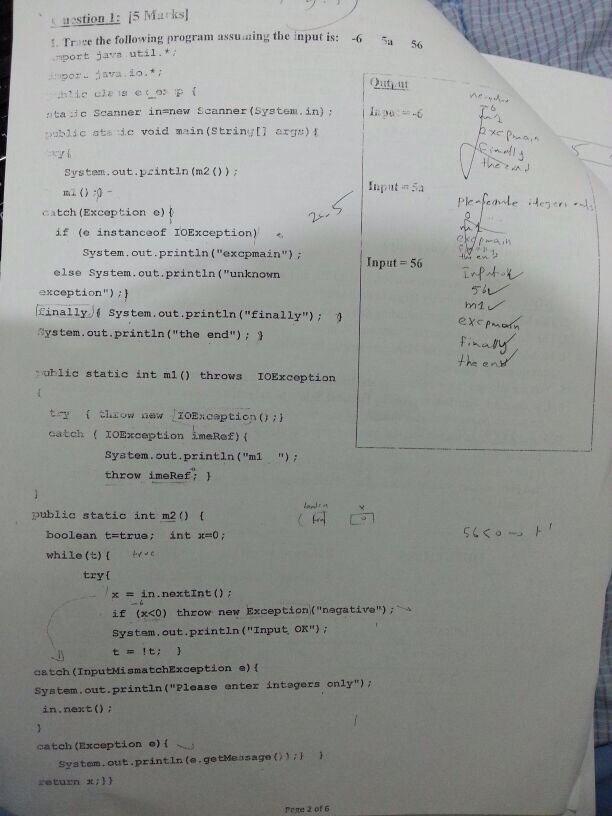 Question 1: [5 Marks]
1. Trace the following program assuming the input is: -6 5a 56
import java.util.*;
import java.io.*;
public class ex_excp {
static Scanner in=new Scanner(System.in);
public static void main(String[] args){
try{
System.out.println(m2());
m1();}
catch(Exception e){
if (e instanceof IOException)
System.out.println("excpmain");
else System.out.println("unknown
exception");}
finally { System.out.println("finally"); }
System.out.println("the end"); }
public static int m1() throws IOException
{
try { throw new IOException();}
catch ( IOException imeRef){
System.out.println("m1 ");
throw imeRef; }
}
public static int m2() {
boolean t=true; int x=0;
while(t){ true
try{
x = in.nextInt();
-6
if (x<0) throw new Exception("negative");
System.out.println("Input OK");
t = !t; }
catch(InputMismatchException e){
System.out.println("Please enter integers only");
in.next();
}
catch(Exception e){
System.out.println(e.getMessage());} }
return x;}}
Output
Input = -6
negative
-6
m1
excpmain
finally
the end
Input = 5a
0
m1
excpmain
the end
Input = 56
Input ok
56
m1
excpmain
finally
the end
2.5
x
0
56<0
Page 2 of 6